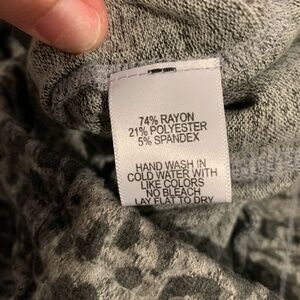 74% RAYON
21% POLYESTER
5% SPANDEX
HAND WASH IN
COLD WATER WITH
LIKE COLORS
NO BLEACH
LAY FLAT TO DRY